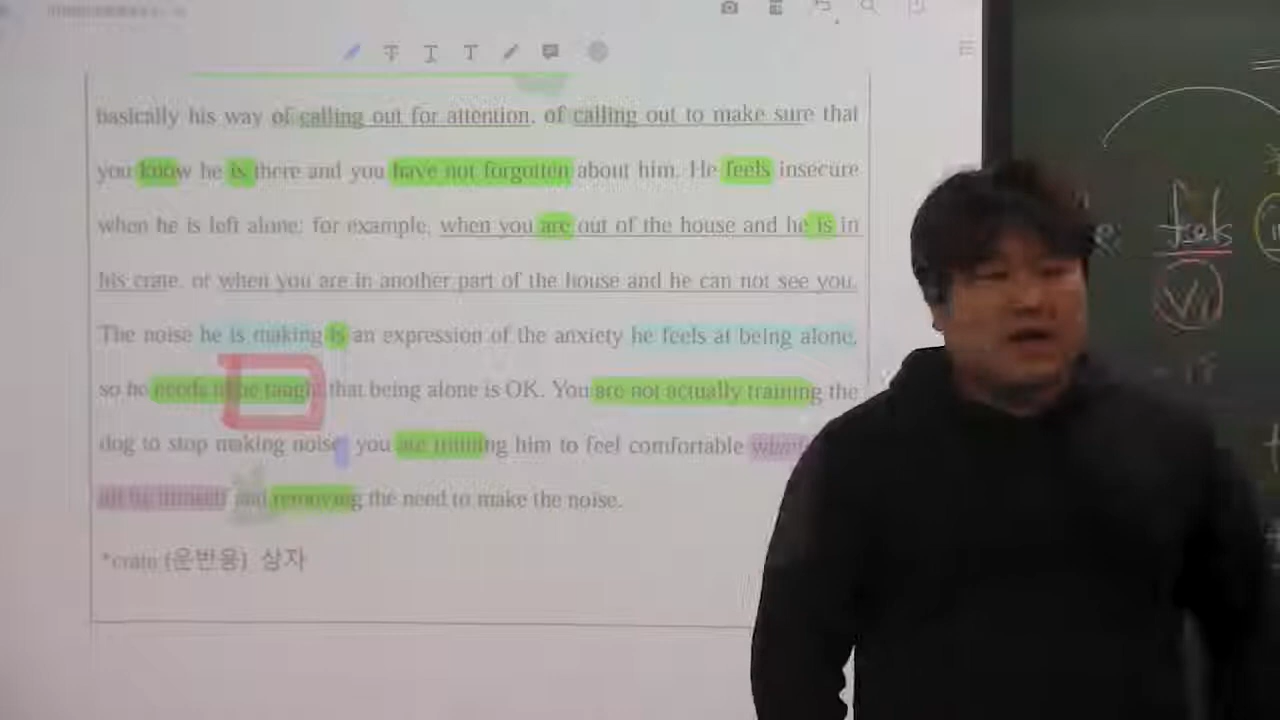 basically his way of calling out for attention, of calling out to make sure that
you know he is there and you have not forgotten about him. He feels insecure
when he is left alone; for example, when you are out of the house and he is in
his crate, or when you are in another part of the house and he can not see you.
The noise he is making is an expression of the anxiety he feels at being alone,
so he needs to be taught that being alone is OK. You are not actually training the
dog to stop making noise you are training him to feel comfortable
all by himself and removing the need to make the noise.
*crate (운반용) 상자
feels